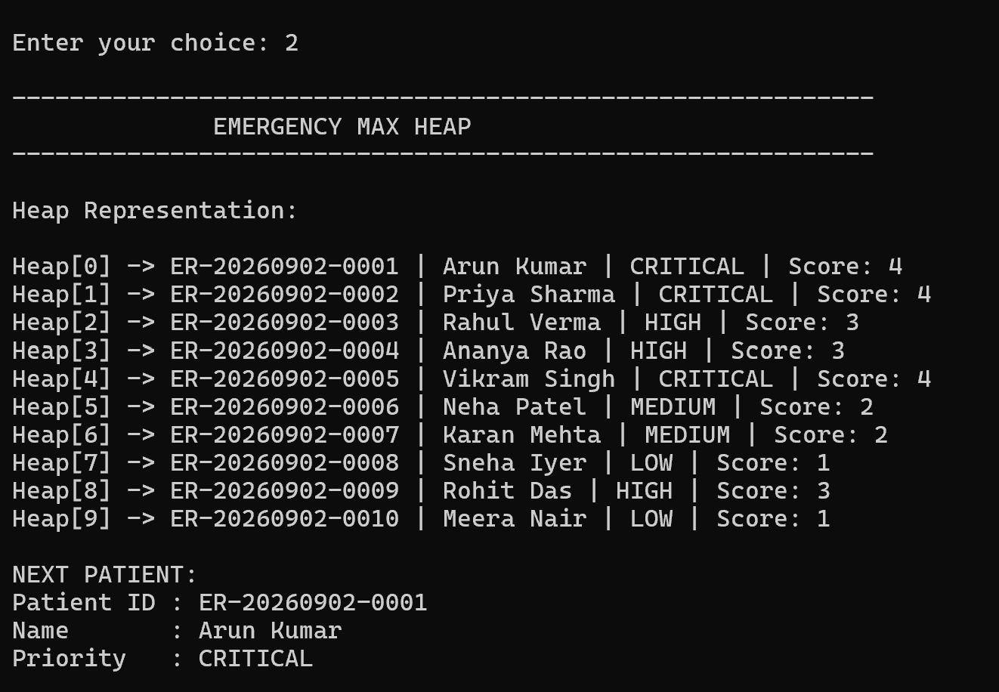 Enter your choice: 2
------------------------------------------------------------
EMERGENCY MAX HEAP
------------------------------------------------------------
Heap Representation:
Heap[0] -> ER-20260902-0001 | Arun Kumar | CRITICAL | Score: 4
Heap[1] -> ER-20260902-0002 | Priya Sharma | CRITICAL | Score: 4
Heap[2] -> ER-20260902-0003 | Rahul Verma | HIGH | Score: 3
Heap[3] -> ER-20260902-0004 | Ananya Rao | HIGH | Score: 3
Heap[4] -> ER-20260902-0005 | Vikram Singh | CRITICAL | Score: 4
Heap[5] -> ER-20260902-0006 | Neha Patel | MEDIUM | Score: 2
Heap[6] -> ER-20260902-0007 | Karan Mehta | MEDIUM | Score: 2
Heap[7] -> ER-20260902-0008 | Sneha Iyer | LOW | Score: 1
Heap[8] -> ER-20260902-0009 | Rohit Das | HIGH | Score: 3
Heap[9] -> ER-20260902-0010 | Meera Nair | LOW | Score: 1
NEXT PATIENT:
Patient ID : ER-20260902-0001
Name       : Arun Kumar
Priority   : CRITICAL